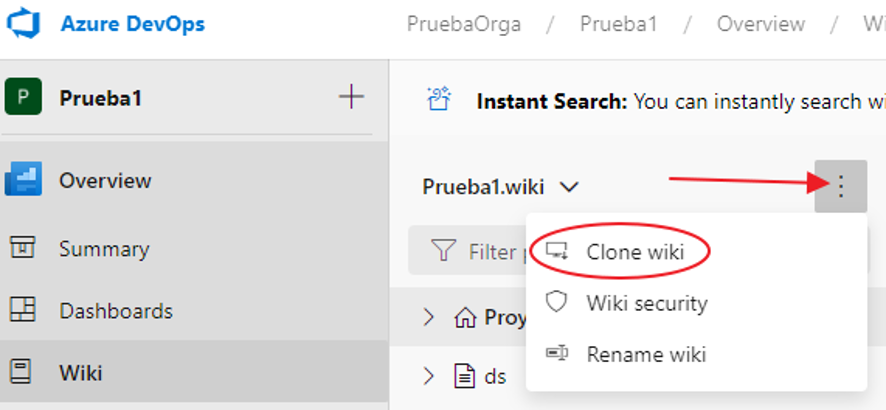 Azure DevOps
PruebaOrga / Prueba1 / Overview / Wi
P Prueba1 +
Instant Search: You can instantly search wi
Overview
Prueba1.wiki
Summary
Filter
Clone wiki
Dashboards
Wiki security
Proy
Wiki
Rename wiki
ds